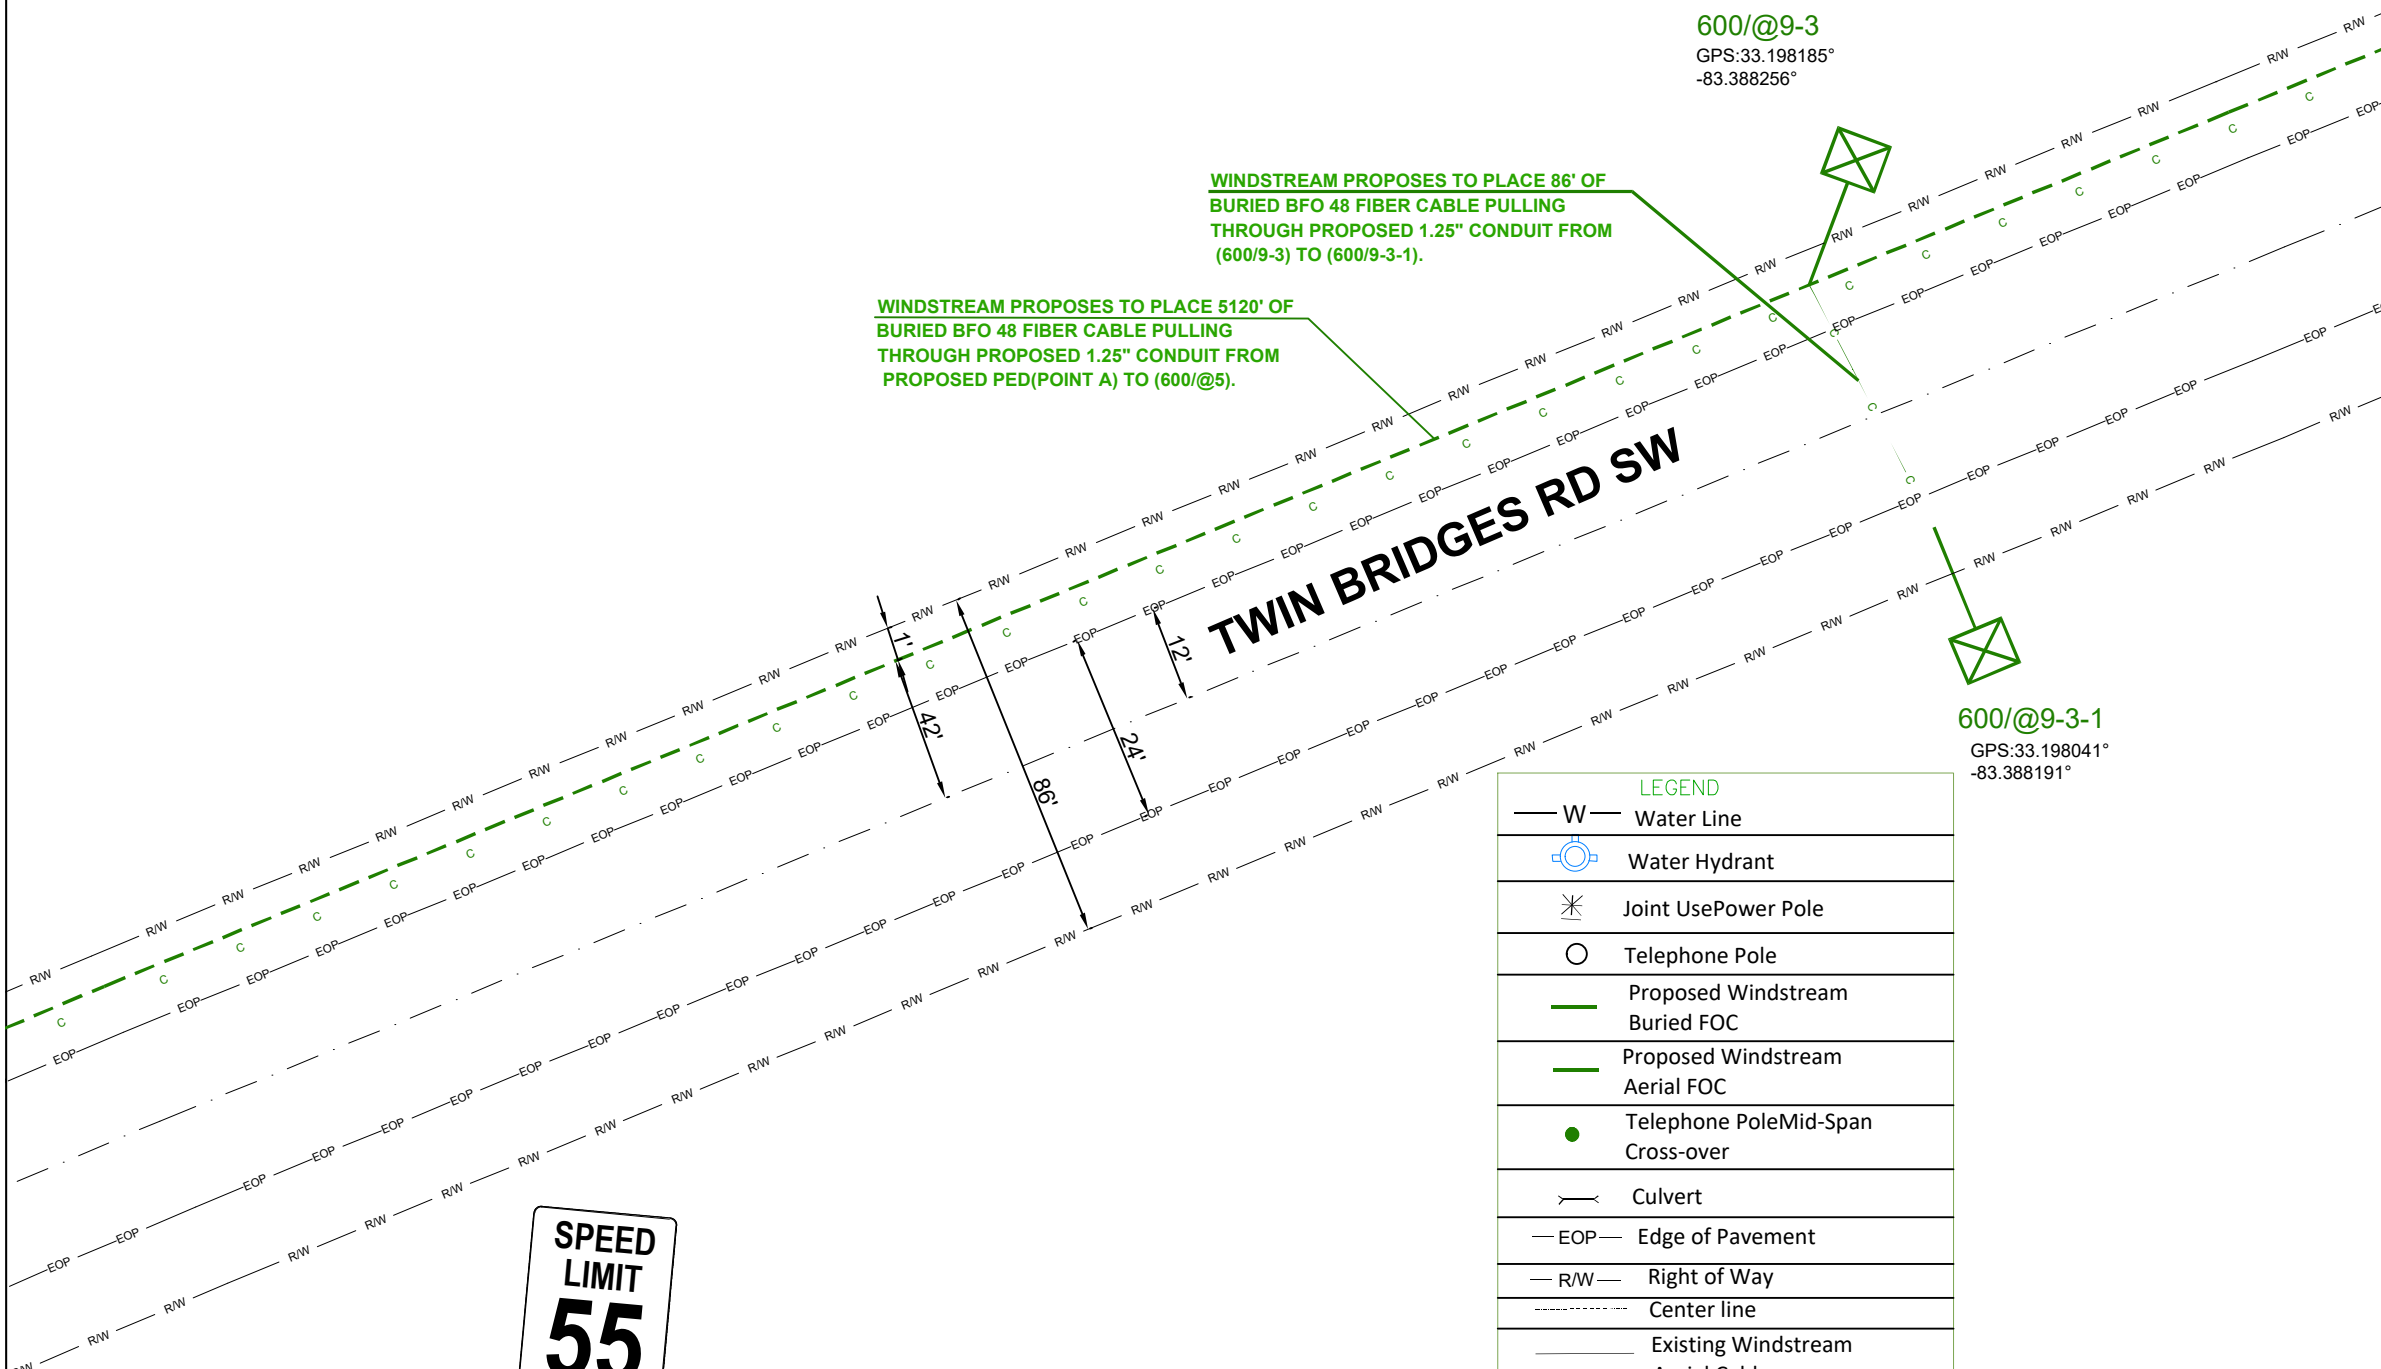 600/@9-3
GPS:33.198185°
-83.388256°
WINDSTREAM PROPOSES TO PLACE 86' OF
BURIED BFO 48 FIBER CABLE PULLING
THROUGH PROPOSED 1.25" CONDUIT FROM
(600/9-3) TO (600/9-3-1).
WINDSTREAM PROPOSES TO PLACE 5120' OF
BURIED BFO 48 FIBER CABLE PULLING
THROUGH PROPOSED 1.25" CONDUIT FROM
PROPOSED PED(POINT A) TO (600/@5).
TWIN BRIDGES RD SW
1'
42'
86'
24'
12'
R/W
C
EOP
600/@9-3-1
GPS:33.198041°
-83.388191°
LEGEND
W Water Line
Water Hydrant
Joint UsePower Pole
Telephone Pole
Proposed Windstream
Buried FOC
Proposed Windstream
Aerial FOC
Telephone PoleMid-Span
Cross-over
Culvert
EOP Edge of Pavement
R/W Right of Way
Center line
Existing Windstream
SPEED
LIMIT
55